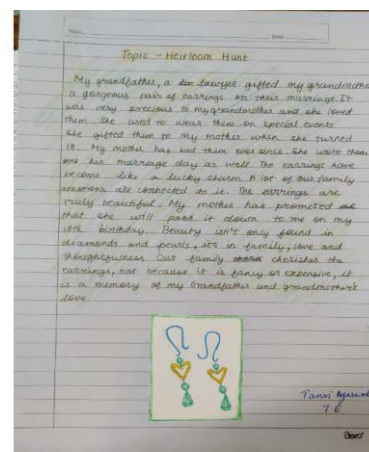 Date
Topic - Heirloom Hunt
My grandfather, a lawyer gifted my grandmother
a gorgeous pair of earrings on their marriage. It
was very precious to my grandmother and she loved
them. She used to wear them on special events.
She gifted them to my mother when she turned
18. My mother has had them ever since. She wore them
one her marriage day as well. The earrings have
become like a lucky charm. A lot of our family
emotions are connected to it. The earrings are
truly beautiful. My mother have promised me
that she will pass it down to me on my
18th birthday. Beauty isn't only found in
diamonds and pearls, it's in family, love and
thoughtfulness. Our family cherishes the
earrings, not because it is fancy or expensive, it
is a memory of my Grandfather and grandmother's
love.
Tanvi Agarwal
7 E